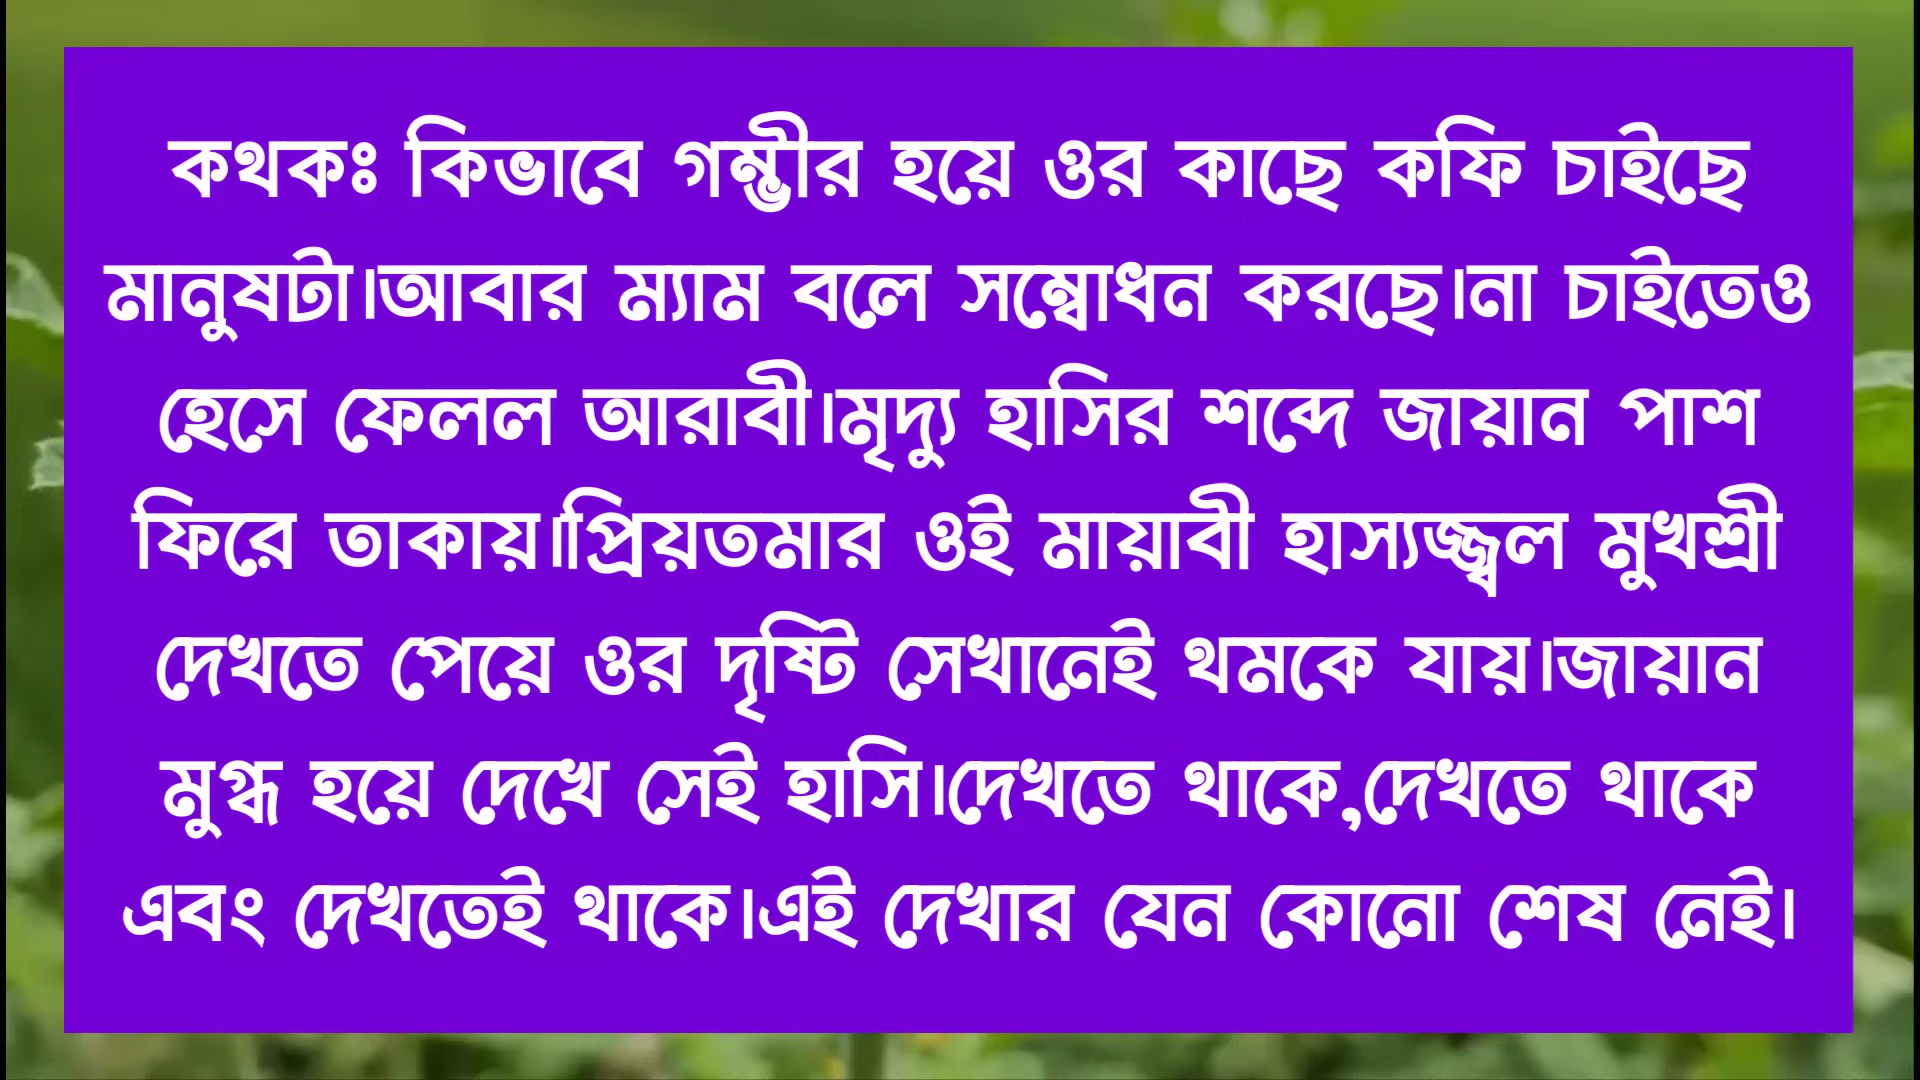 কথকঃ কিভাবে গম্ভীর হয়ে ওর কাছে কফি চাইছে
মানুষটা।আবার ম্যাম বলে সম্বোধন করছে।না চাইতেও
হেসে ফেলল আরাবী।মৃদ্যু হাসির শব্দে জায়ান পাশ
ফিরে তাকায়।প্রিয়তমার ওই মায়াবী হাস্যজ্জ্বল মুখশ্রী
দেখতে পেয়ে ওর দৃষ্টি সেখানেই থমকে যায়।জায়ান
মুগ্ধ হয়ে দেখে সেই হাসি।দেখতে থাকে,দেখতে থাকে
এবং দেখতেই থাকে।এই দেখার যেন কোনো শেষ নেই।